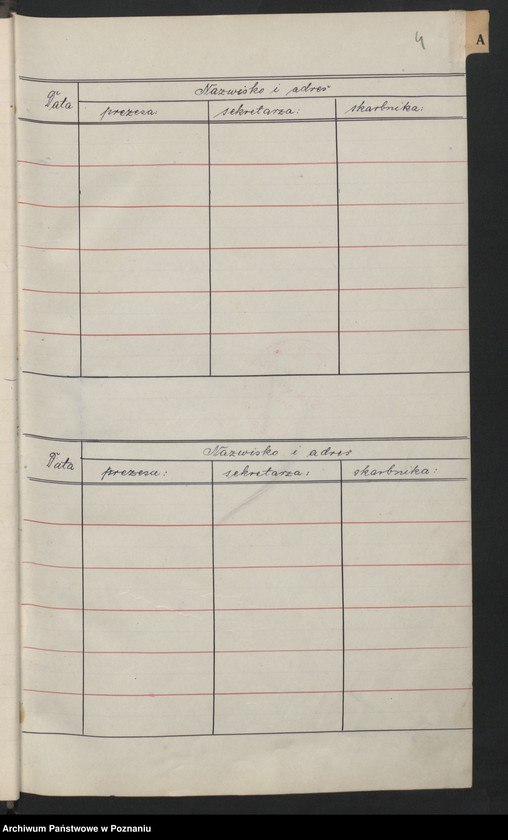 4
A
Data
Nazwisko i adres
prezesa: sekretarza: skarbnika:
Data
Nazwisko i adres
prezesa: sekretarza: skarbnika:
Archiwum Państwowe w Poznaniu